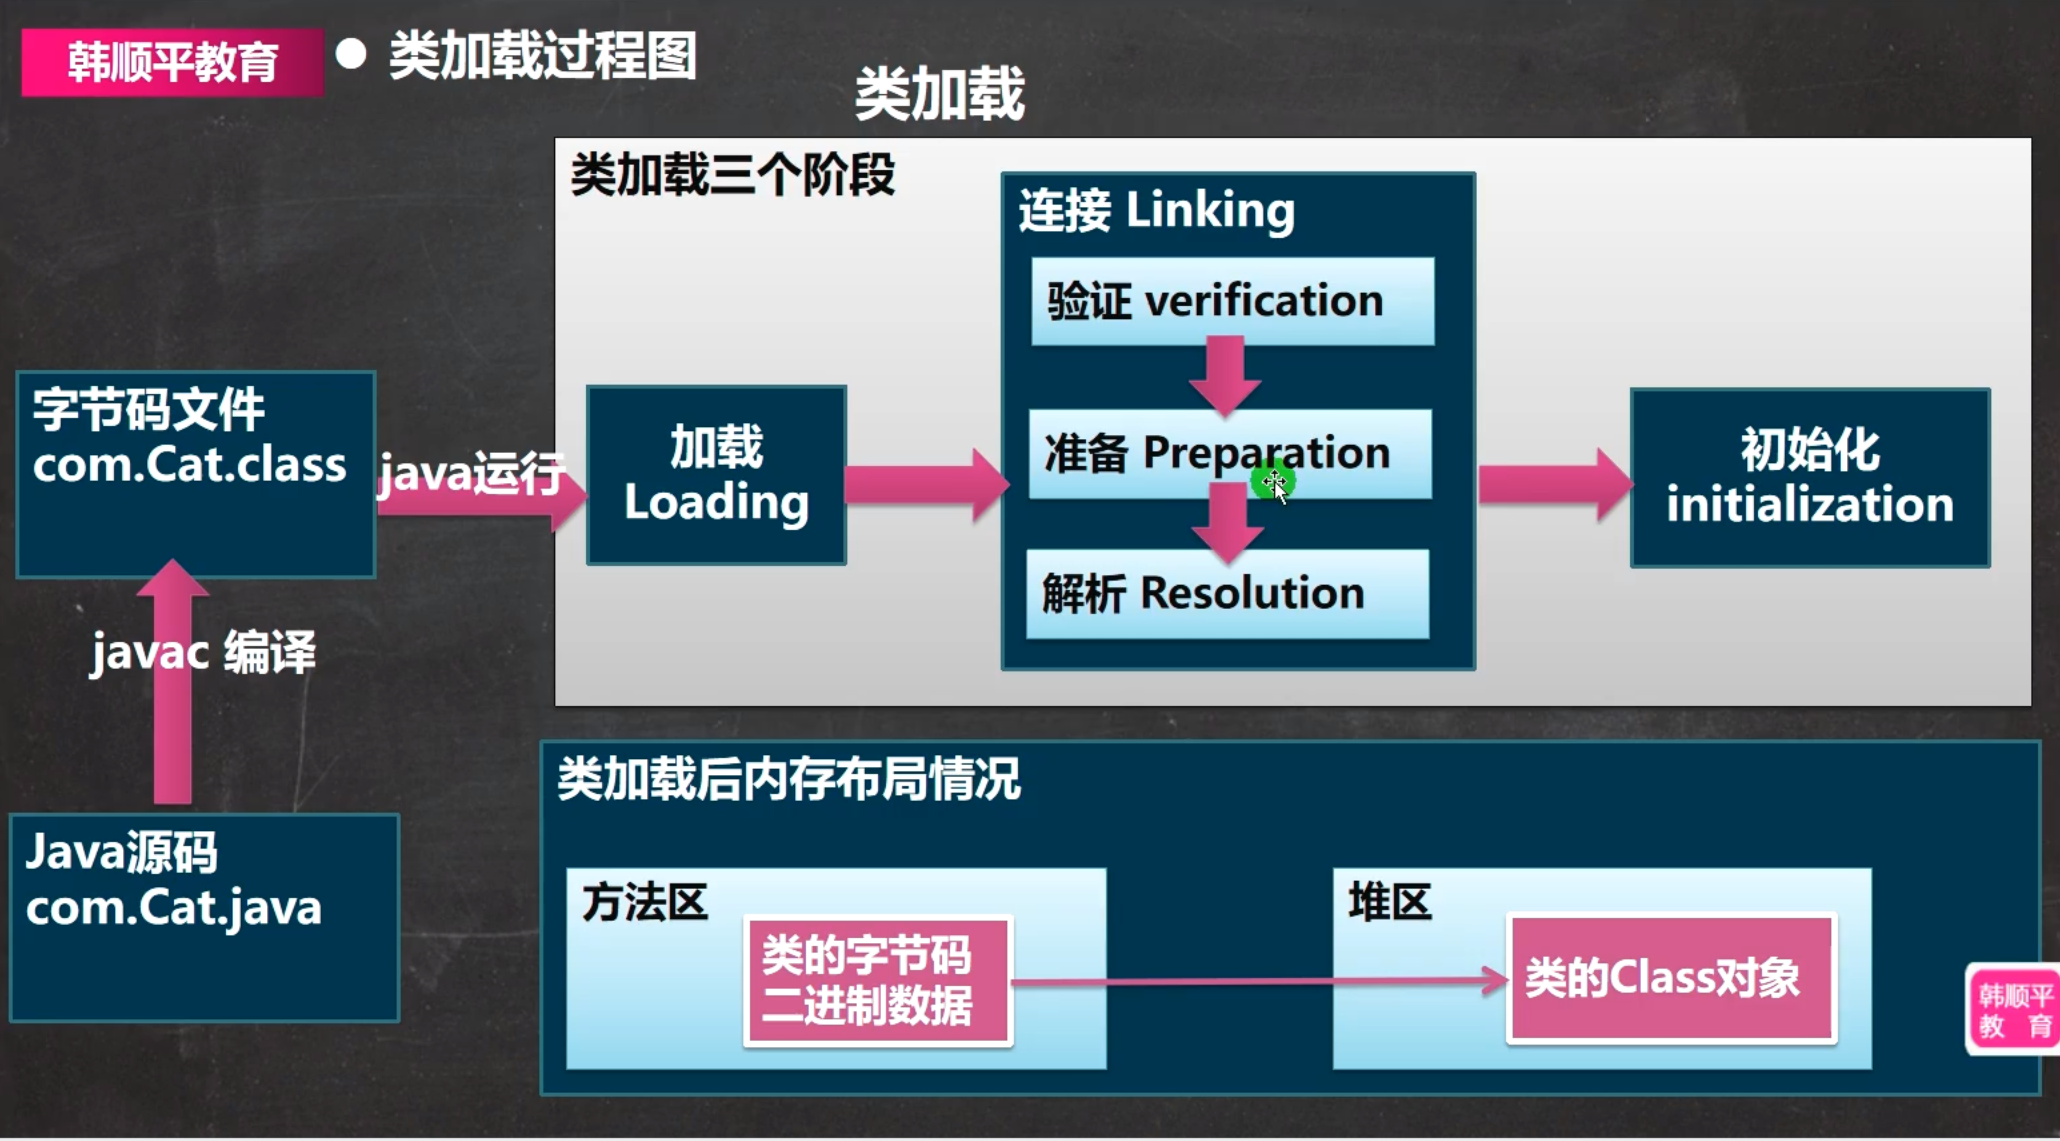 韩顺平教育
● 类加载过程图
类加载
类加载三个阶段
连接 Linking
验证 verification
准备 Preparation
解析 Resolution
字节码文件
com.Cat.class
java运行
加载
Loading
初始化
initialization
javac 编译
Java源码
com.Cat.java
类加载后内存布局情况
方法区
类的字节码
二进制数据
堆区
类的Class对象
韩顺平
教 育